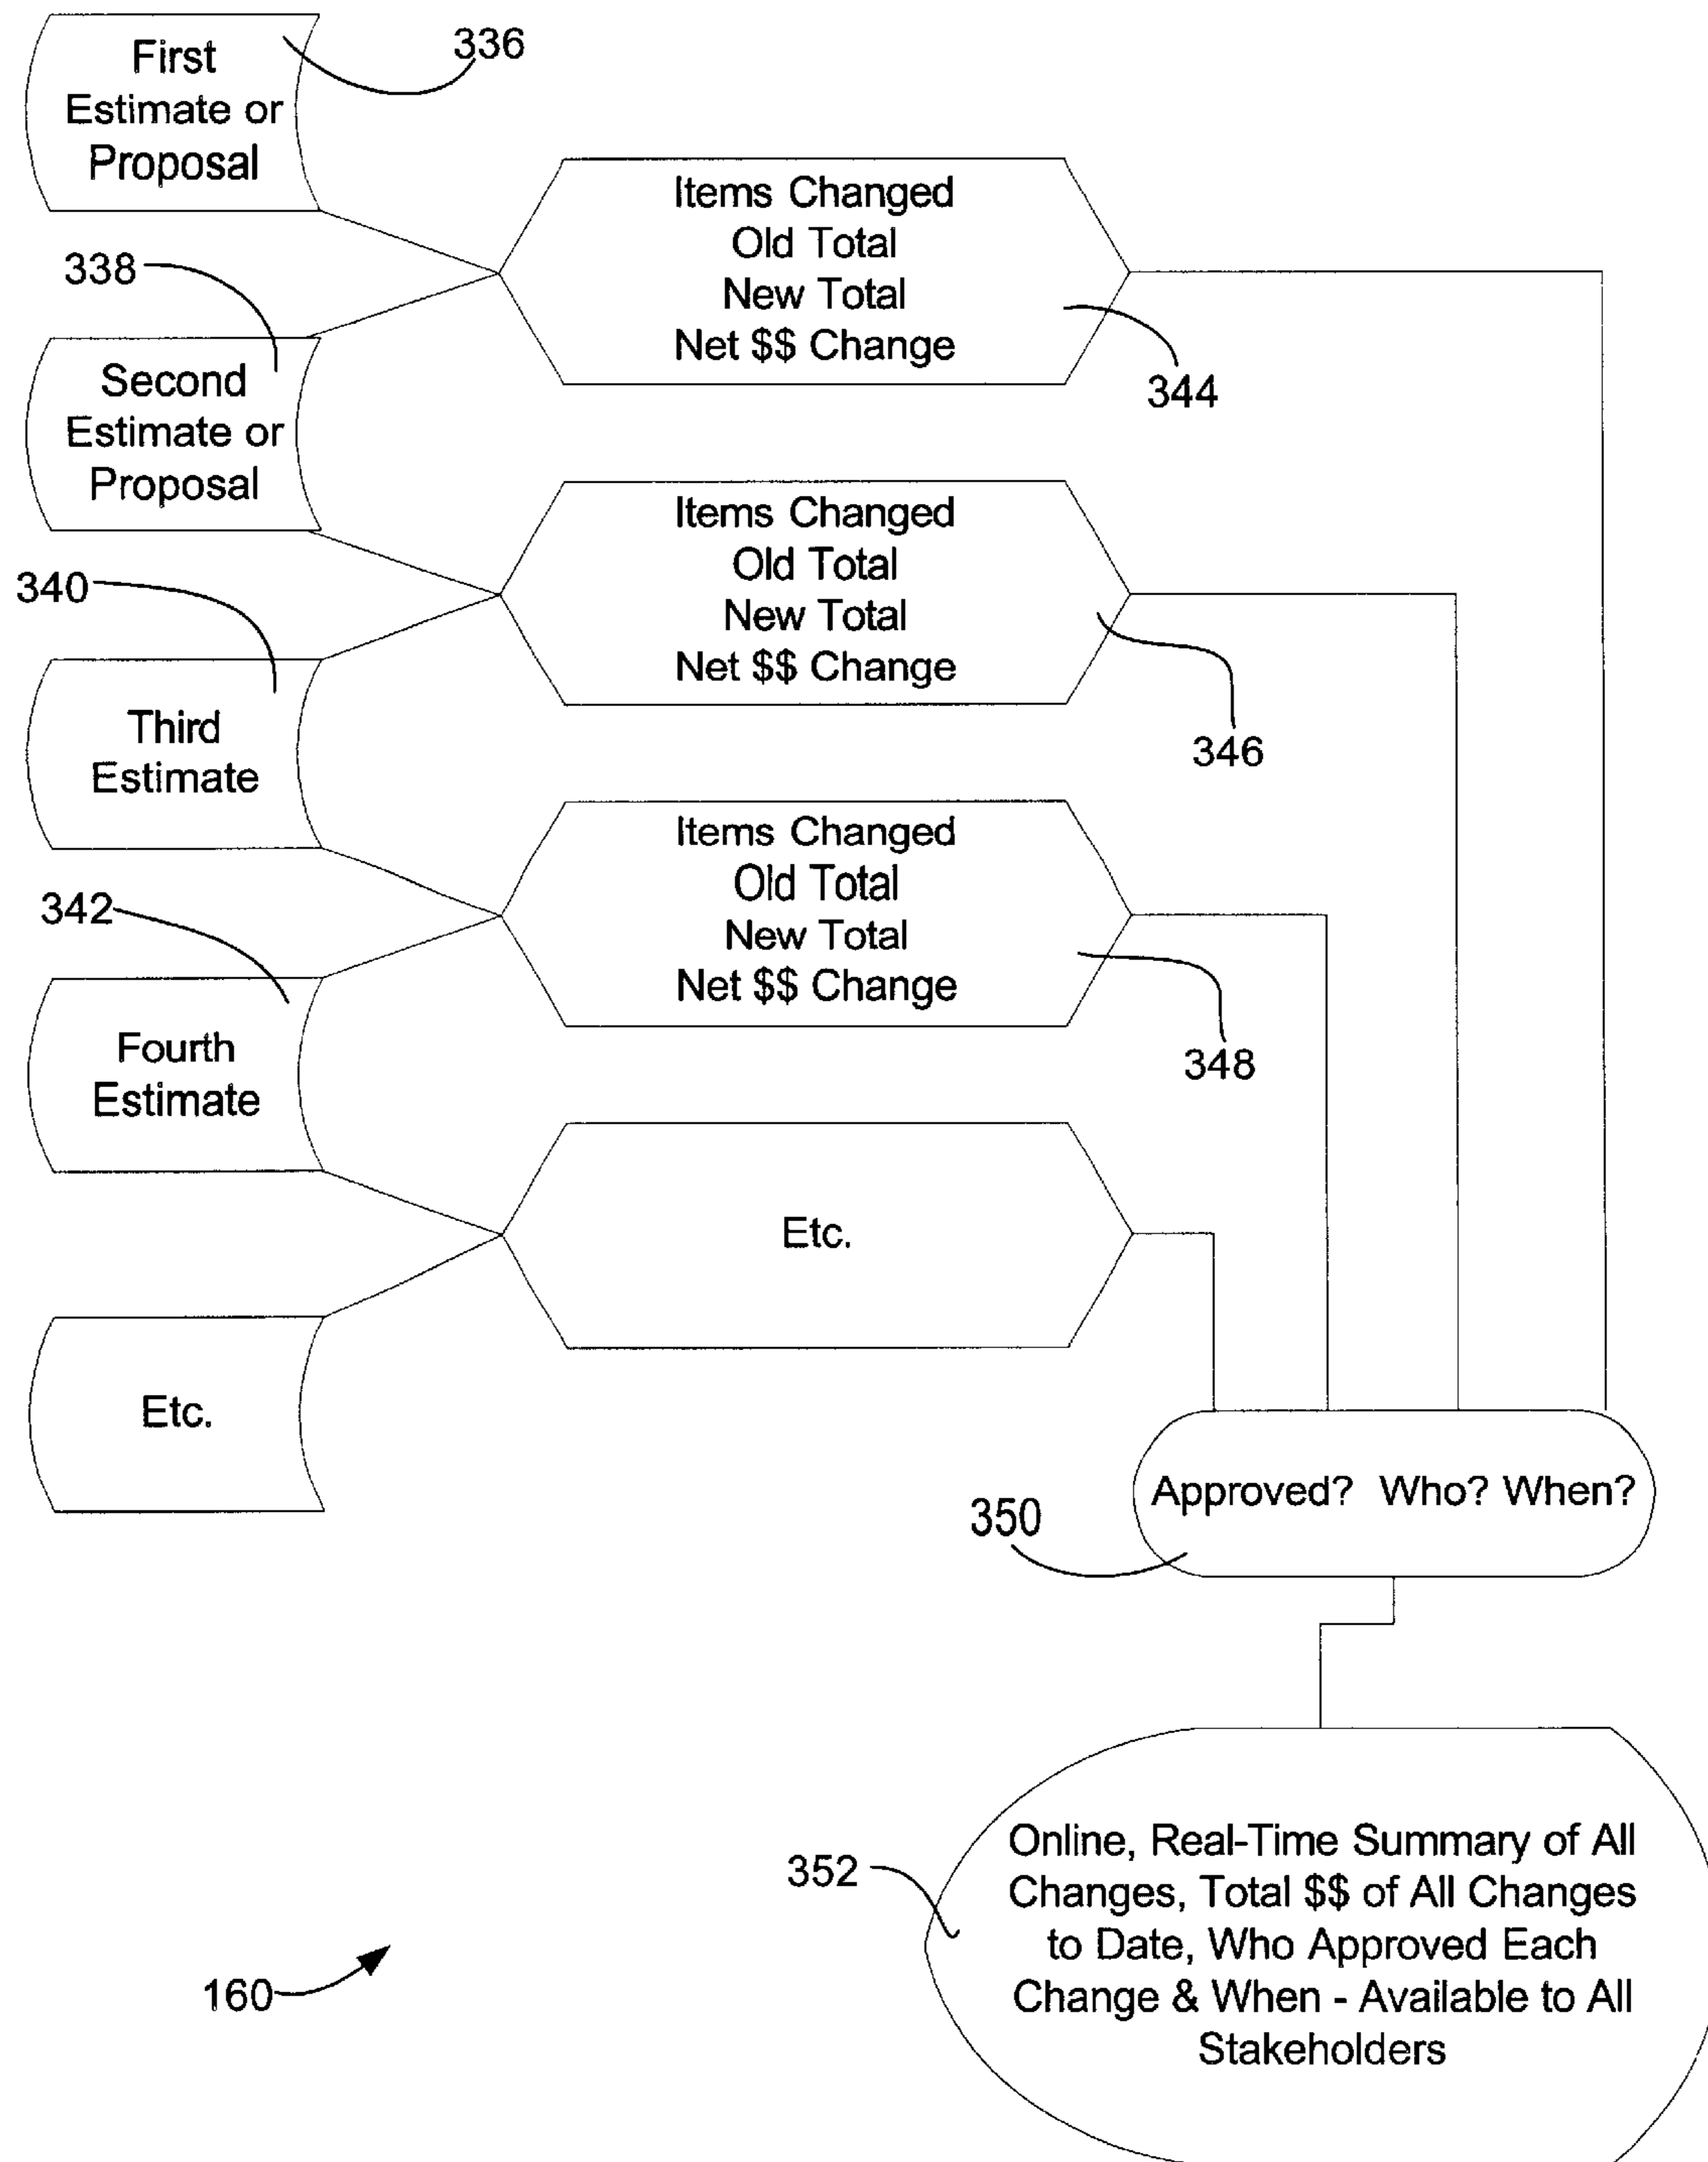 First
Estimate or
Proposal
336
Items Changed
Old Total
New Total
Net $$ Change
344
338
Second
Estimate or
Proposal
Items Changed
Old Total
New Total
Net $$ Change
346
340
Third
Estimate
Items Changed
Old Total
New Total
Net $$ Change
348
342
Fourth
Estimate
Etc.
Etc.
Approved? Who? When?
350
Online, Real-Time Summary of All
Changes, Total $$ of All Changes
to Date, Who Approved Each
Change & When - Available to All
Stakeholders
352
160